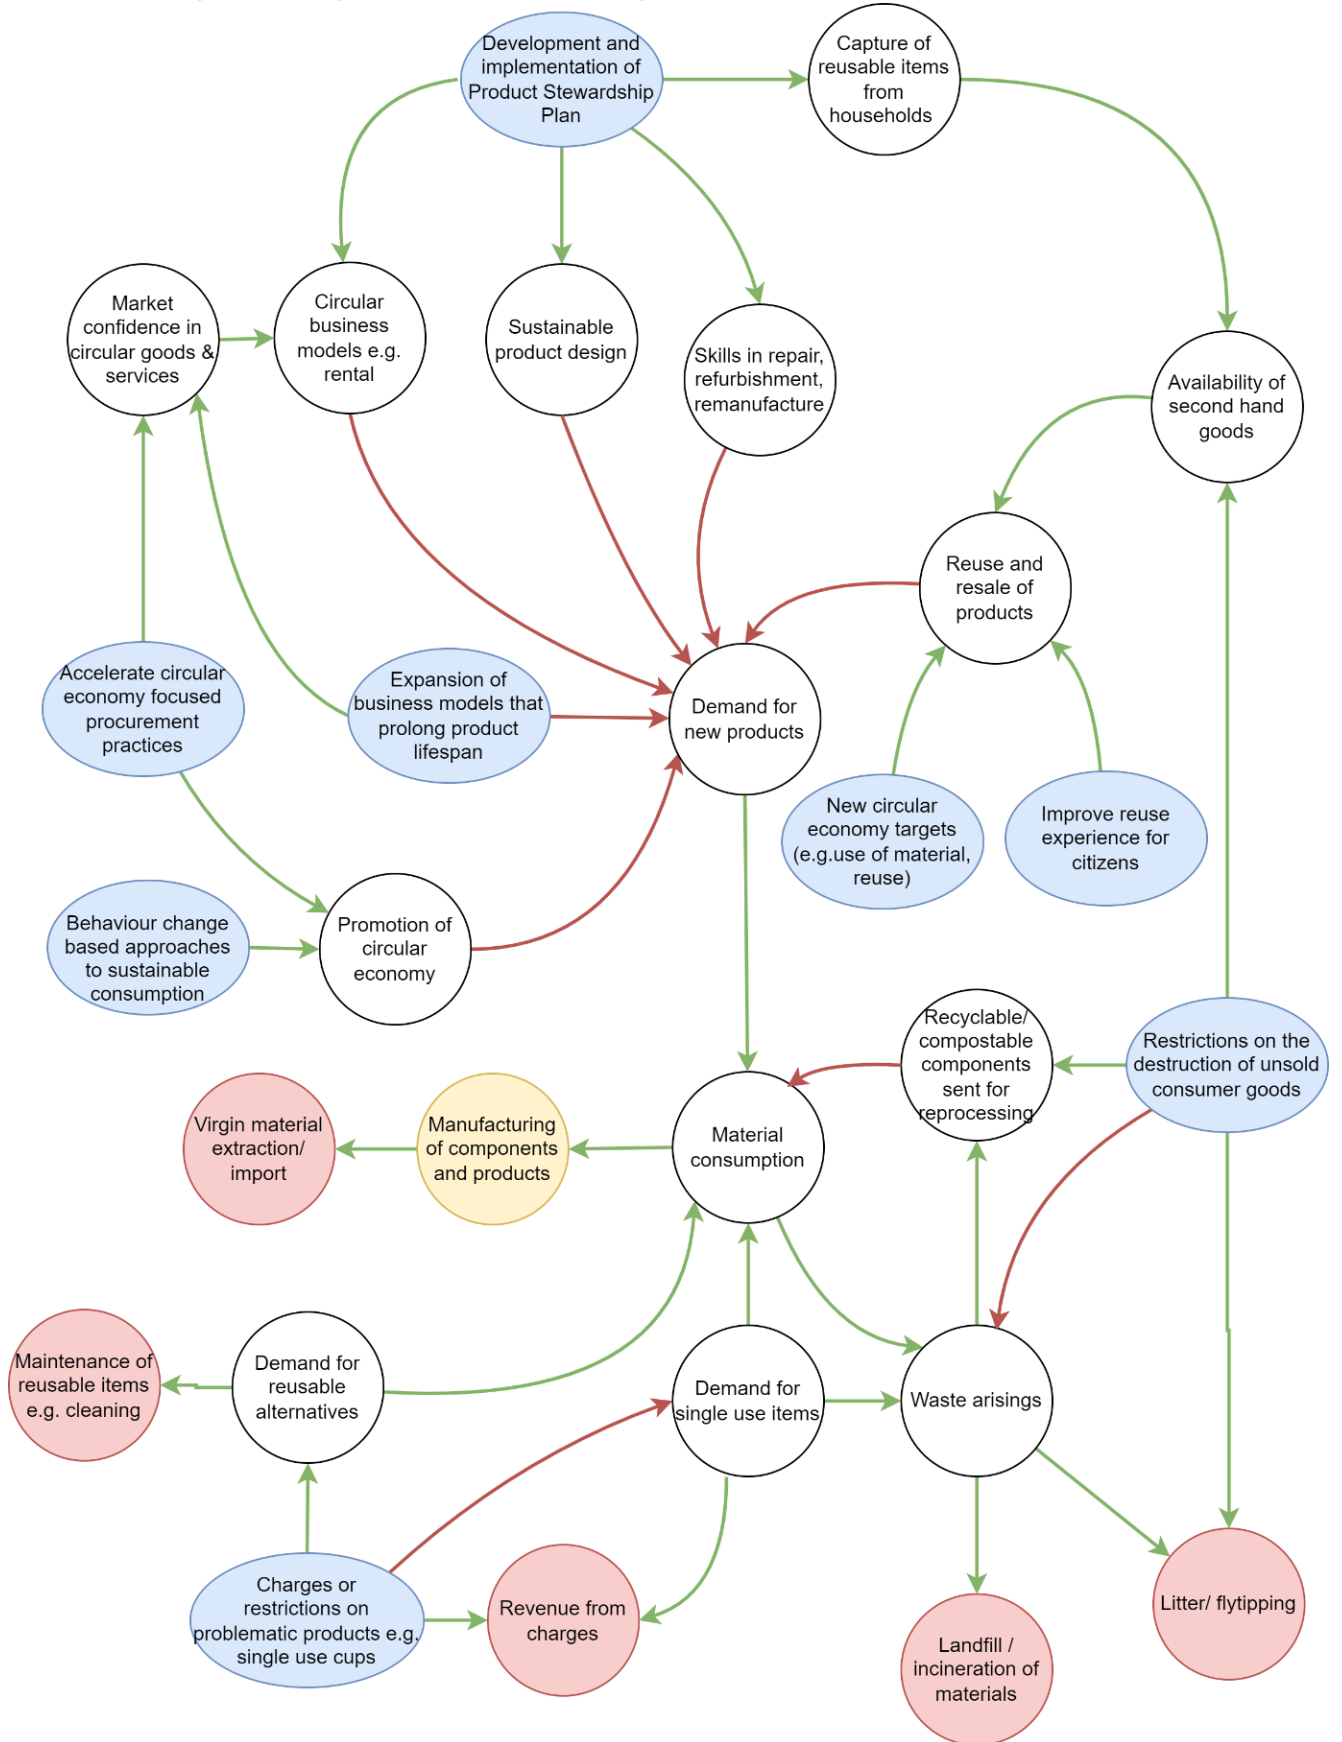 Development and
implementation of
Product Stewardship
Plan
Capture of
reusable items
from
households
Market
confidence in
circular goods &
services
Circular
business
models e.g.
rental
Sustainable
product design
Skills in repair,
refurbishment,
remanufacture
Availability of
second hand
goods
Reuse and
resale of
products
Accelerate circular
economy focused
procurement
practices
Expansion of
business models that
prolong product
lifespan
Demand for
new products
New circular
economy targets
(e.g.use of material,
reuse)
Improve reuse
experience for
citizens
Behaviour change
based approaches
to sustainable
consumption
Promotion of
circular
economy
Recyclable/
compostable
components
sent for
reprocessing
Restrictions on the
destruction of unsold
consumer goods
Virgin material
extraction/
import
Manufacturing
of components
and products
Material
consumption
Maintenance of
reusable items
e.g. cleaning
Demand for
reusable
alternatives
Demand for
single use items
Waste arisings
Charges or
restrictions on
problematic products e.g.
single use cups
Revenue from
charges
Landfill /
incineration of
materials
Litter/ flytipping